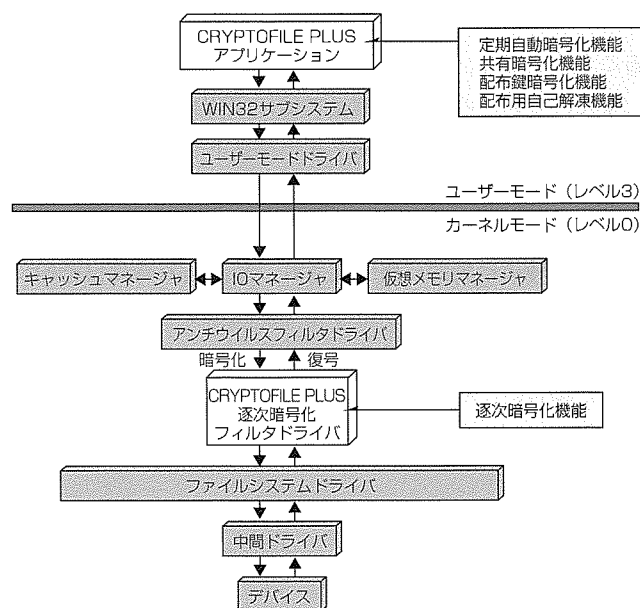 CRYPTOFILE PLUS
アプリケーション
定期自動暗号化機能
共有暗号化機能
配布鍵暗号化機能
配布用自己解凍機能
WIN32サブシステム
ユーザーモードドライバ
ユーザーモード（レベル3）
カーネルモード（レベル0）
キャッシュマネージャ
IOマネージャ
仮想メモリマネージャ
アンチウイルスフィルタドライバ
暗号化
復号
CRYPTOFILE PLUS
逐次暗号化
フィルタドライバ
逐次暗号化機能
ファイルシステムドライバ
中間ドライバ
デバイス